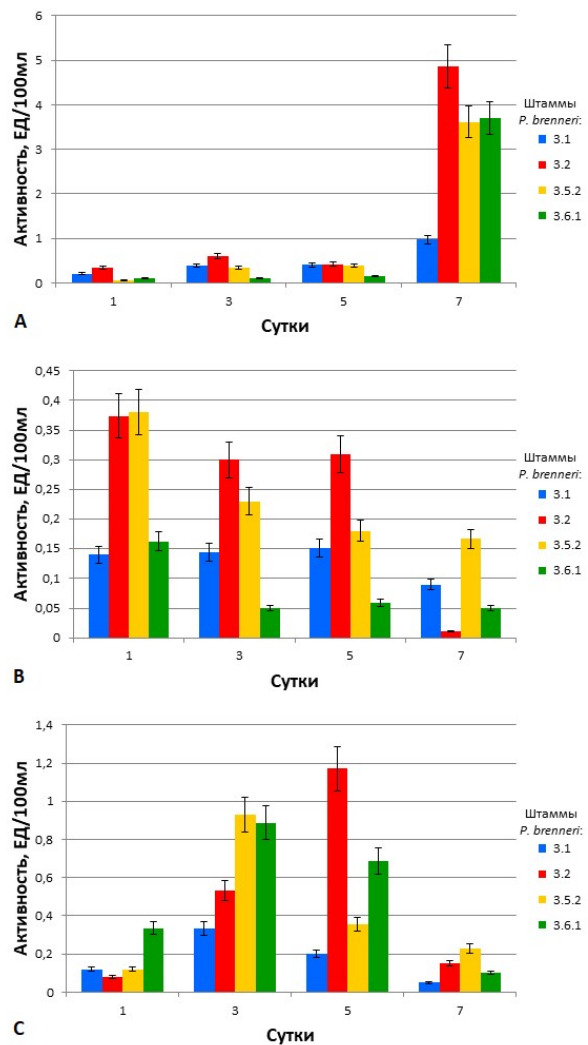 6
5
4
3
2
1
0
Активность, ЕД/100мл
1 3 5 7
Сутки
A
Штаммы
P. brenneri:
3.1
3.2
3.5.2
3.6.1
0,45
0,4
0,35
0,3
0,25
0,2
0,15
0,1
0,05
0
Активность, ЕД/100мл
1 3 5 7
Сутки
B
Штаммы
P. brenneri:
3.1
3.2
3.5.2
3.6.1
1,4
1,2
1
0,8
0,6
0,4
0,2
0
Активность, ЕД/100мл
1 3 5 7
Сутки
C
Штаммы
P. brenneri:
3.1
3.2
3.5.2
3.6.1